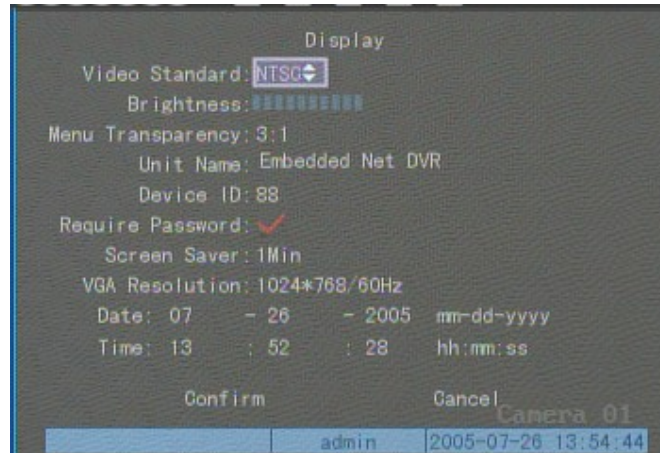 Display
Video Standard: NTSC
Brightness:
Menu Transparency: 3:1
Unit Name: Embedded Net DVR
Device ID: 88
Require Password:
Screen Saver: 1Min
VGA Resolution: 1024*768/60Hz
Date: 07 - 26 - 2005 mm-dd-yyyy
Time: 13 : 52 : 28 hh:mm:ss
Confirm Cancel
Camera 01
admin 2005-07-26 13:54:44